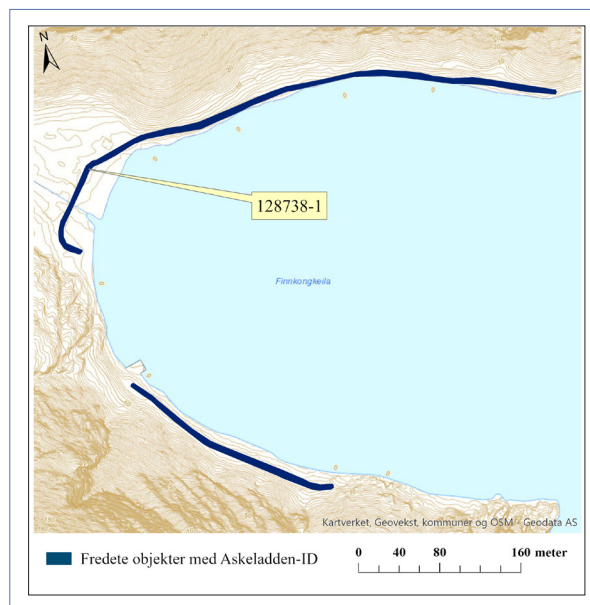 N
128738-1
Finnkongkeila
Kartverket, Geovekst, kommuner og OSM - Geodata AS
Fredete objekter med Askeladden-ID
0 40 80 160 meter